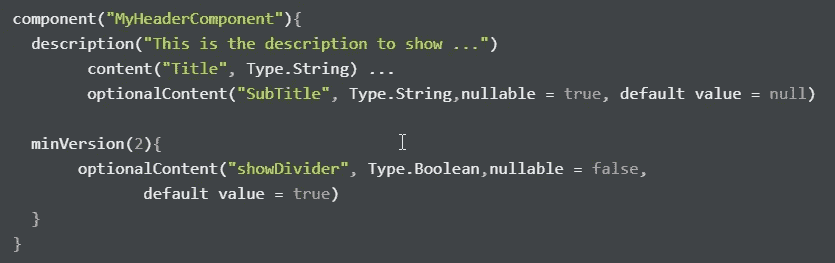 component("MyHeaderComponent"){
description("This is the description to show ...")
content("Title", Type.String) ...
optionalContent("SubTitle", Type.String,nullable = true, default value = null)
minVersion(2){
optionalContent("showDivider", Type.Boolean,nullable = false,
default value = true)
}
}